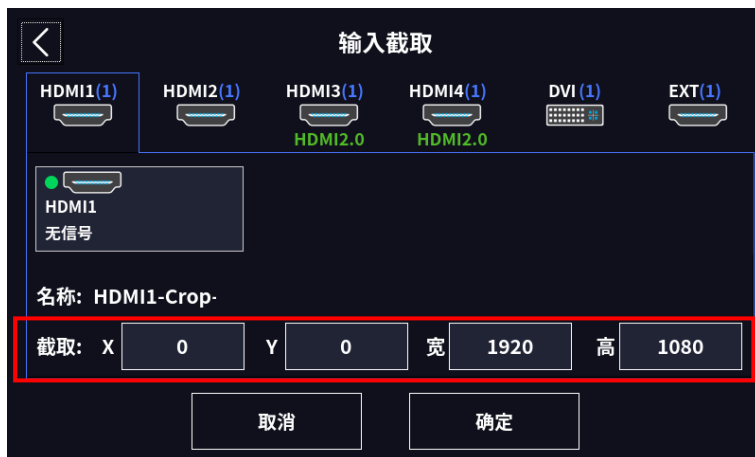 输入截取
HDMI1(1) HDMI2(1) HDMI3(1) HDMI4(1) DVI(1) EXT(1)
HDMI2.0 HDMI2.0
HDMI1
无信号
名称: HDMI1-Crop-
截取: X 0 Y 0 宽 1920 高 1080
取消 确定